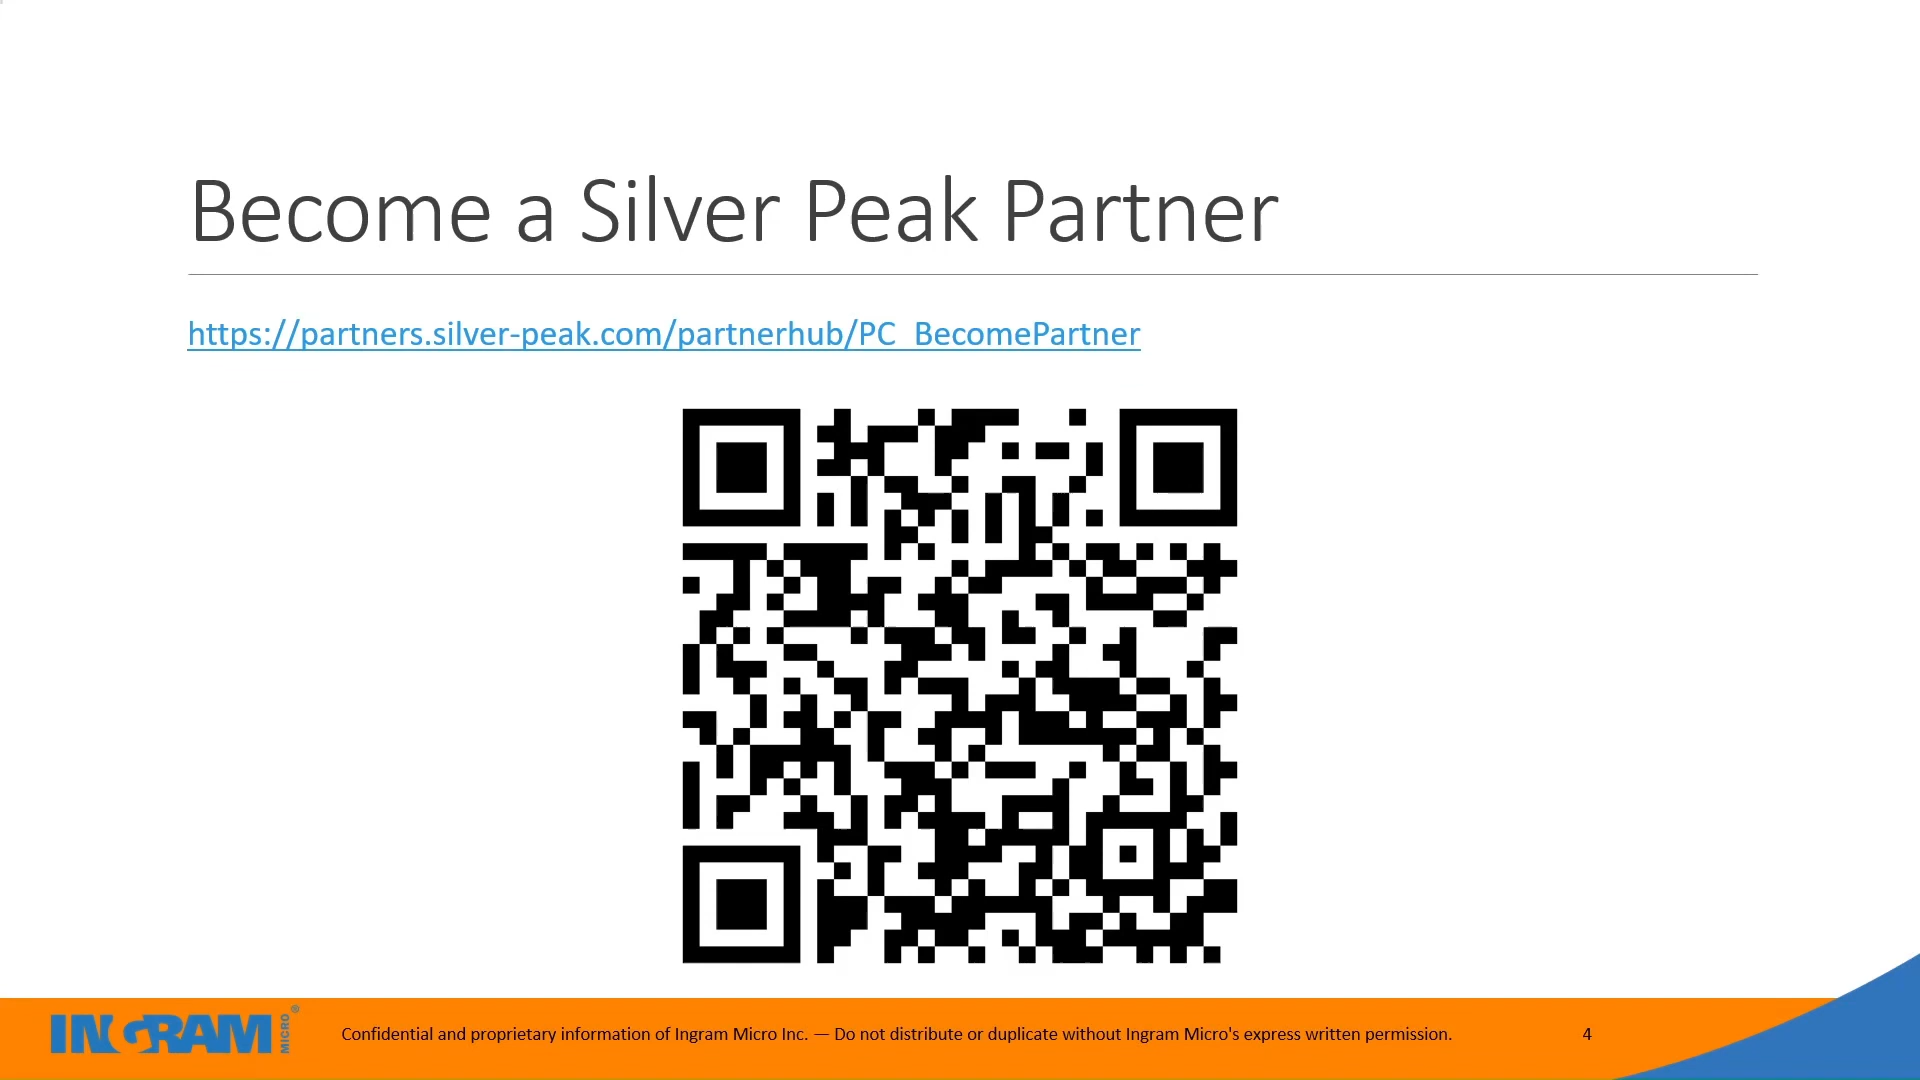 Become a Silver Peak Partner
https://partners.silver-peak.com/partnerhub/PC_BecomePartner
INGRAM MICRO®
Confidential and proprietary information of Ingram Micro Inc. — Do not distribute or duplicate without Ingram Micro's express written permission.
4